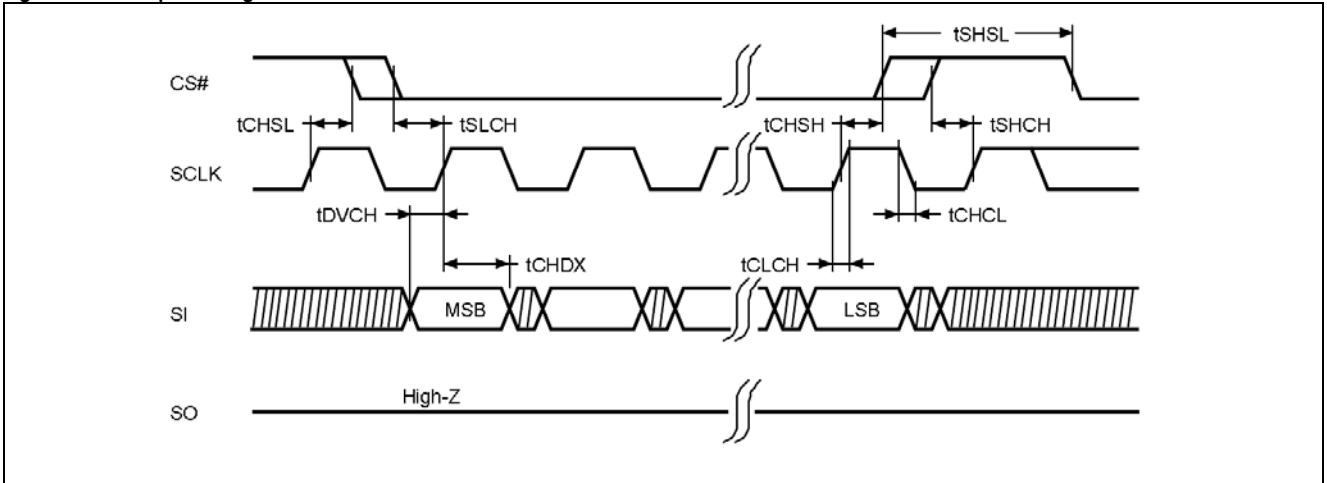 tSHSL
CS#
tCHSL
tSLCH
tCHSH
tSHCH
SCLK
tDVCH
tCHCL
tCHDX
tCLCH
SI
MSB
LSB
High-Z
SO